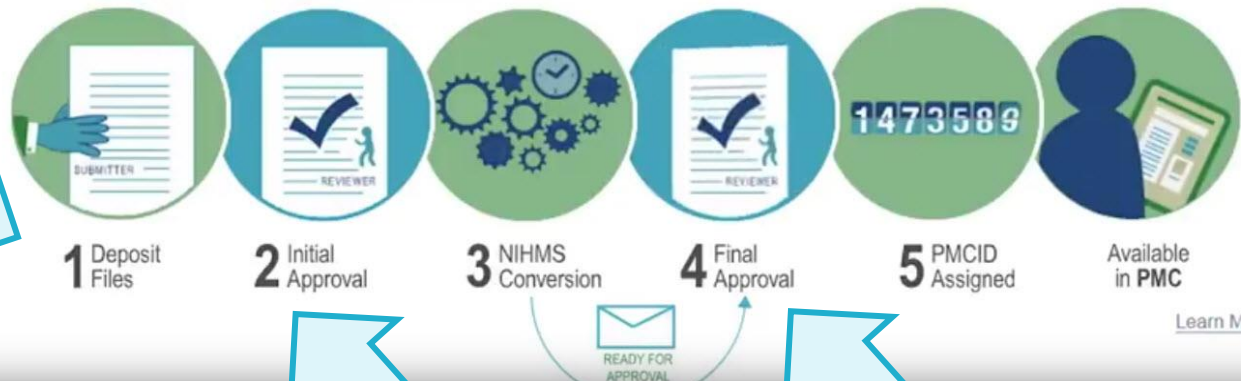 SUBMITTER
REVIEWER
REVIEWER
1473589
1 Deposit Files
2 Initial Approval
3 NIHMS Conversion
4 Final Approval
5 PMCID Assigned
Available in PMC
READY FOR
APPROVAL
Learn M